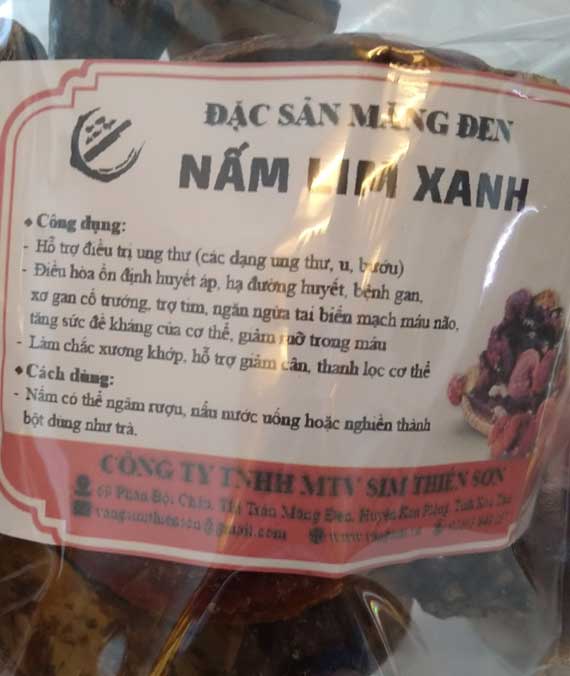 ĐẶC SẢN MĂNG ĐEN
NẤM LIM XANH
Công dụng:
- Hỗ trợ điều trị ung thư (các dạng ung thư, u, bướu)
- Điều hòa ổn định huyết áp, hạ đường huyết, bệnh gan,
xơ gan cổ trướng, trợ tim, ngăn ngừa tai biến mạch máu não,
tăng sức đề kháng của cơ thể, giảm mỡ trong máu
- Làm chắc xương khớp, hỗ trợ giảm cân, thanh lọc cơ thể
Cách dùng:
- Nấm có thể ngâm rượu, nấu nước uống hoặc nghiền thành
bột dùng như trà.
CÔNG TY TNHH MTV SIM THIÊN SƠN
69 Phan Bội Châu, Thị Trấn Măng Đen, Huyện Kon Plông, Tỉnh Kon Tum
@gmail.com